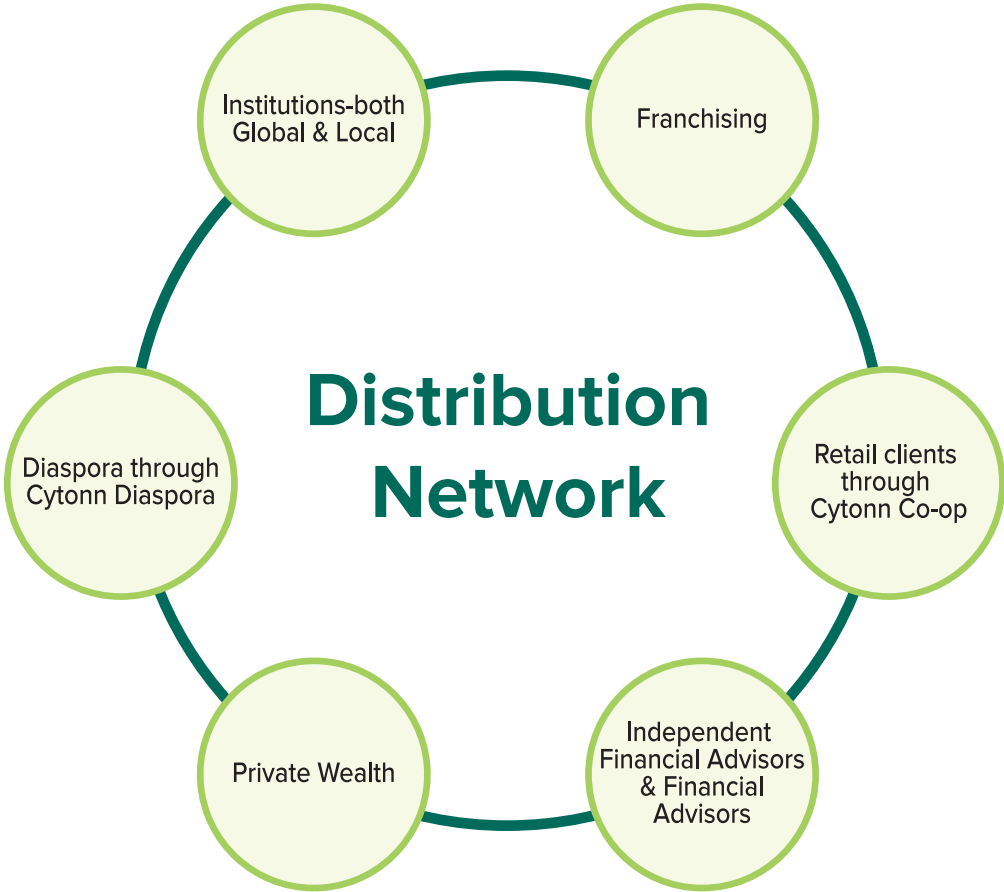 Institutions-both
Global & Local
Franchising
Distribution
Network
Diaspora through
Cytonn Diaspora
Retail clients
through
Cytonn Co-op
Private Wealth
Independent
Financial Advisors
& Financial
Advisors